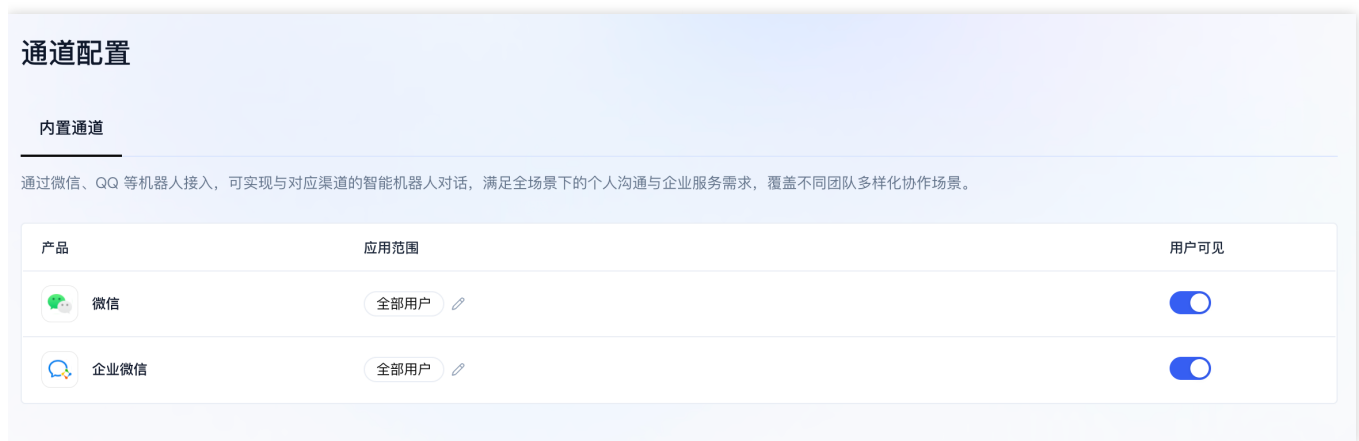 通道配置
内置通道
通过微信、QQ 等机器人接入，可实现与对应渠道的智能机器人对话，满足全场景下的个人沟通与企业服务需求，覆盖不同团队多样化协作场景。
产品 应用范围 用户可见
微信 全部用户
企业微信 全部用户